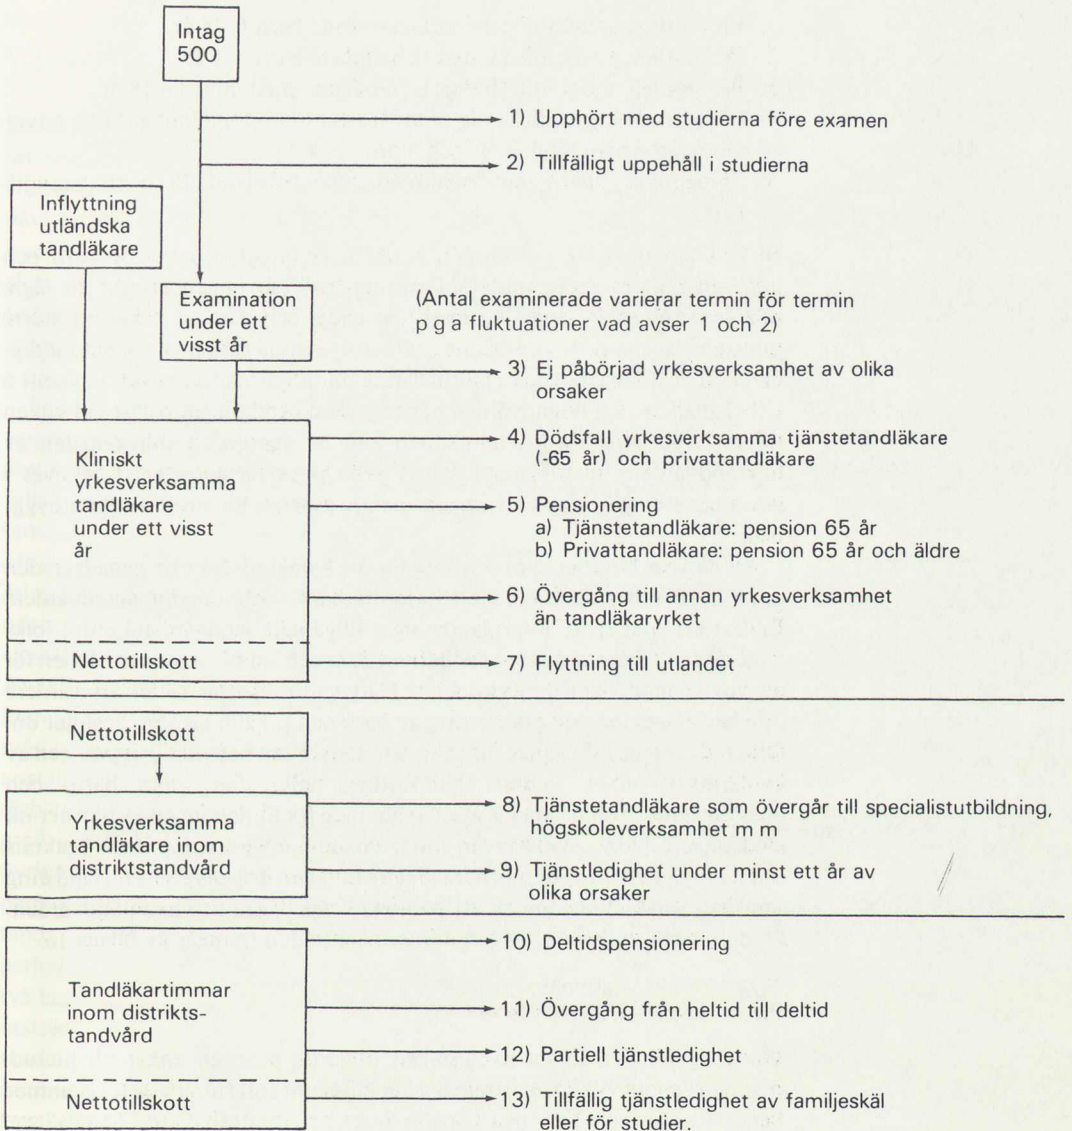 Intag
500
1) Upphört med studierna före examen
2) Tillfälligt uppehåll i studierna
Inflyttning
utländska
tandläkare
Examination
under ett
visst år
(Antal examinerade varierar termin för termin
p g a fluktuationer vad avser 1 och 2)
3) Ej påbörjad yrkesverksamhet av olika
orsaker
Kliniskt
yrkesverksamma
tandläkare
under ett visst
år
4) Dödsfall yrkesverksamma tjänstetandläkare
(-65 år) och privattandläkare
5) Pensionering
a) Tjänstetandläkare: pension 65 år
b) Privattandläkare: pension 65 år och äldre
6) Övergång till annan yrkesverksamhet
än tandläkaryrket
Nettotillskott
7) Flyttning till utlandet
Nettotillskott
Yrkesverksamma
tandläkare inom
distriktstandvård
8) Tjänstetandläkare som övergår till specialistutbildning,
högskoleverksamhet m m
9) Tjänstledighet under minst ett år av
olika orsaker
10) Deltidspensionering
Tandläkartimmar
inom distrikts-
tandvård
11) Övergång från heltid till deltid
12) Partiell tjänstledighet
Nettotillskott
13) Tillfällig tjänstledighet av familjeskäl
eller för studier.